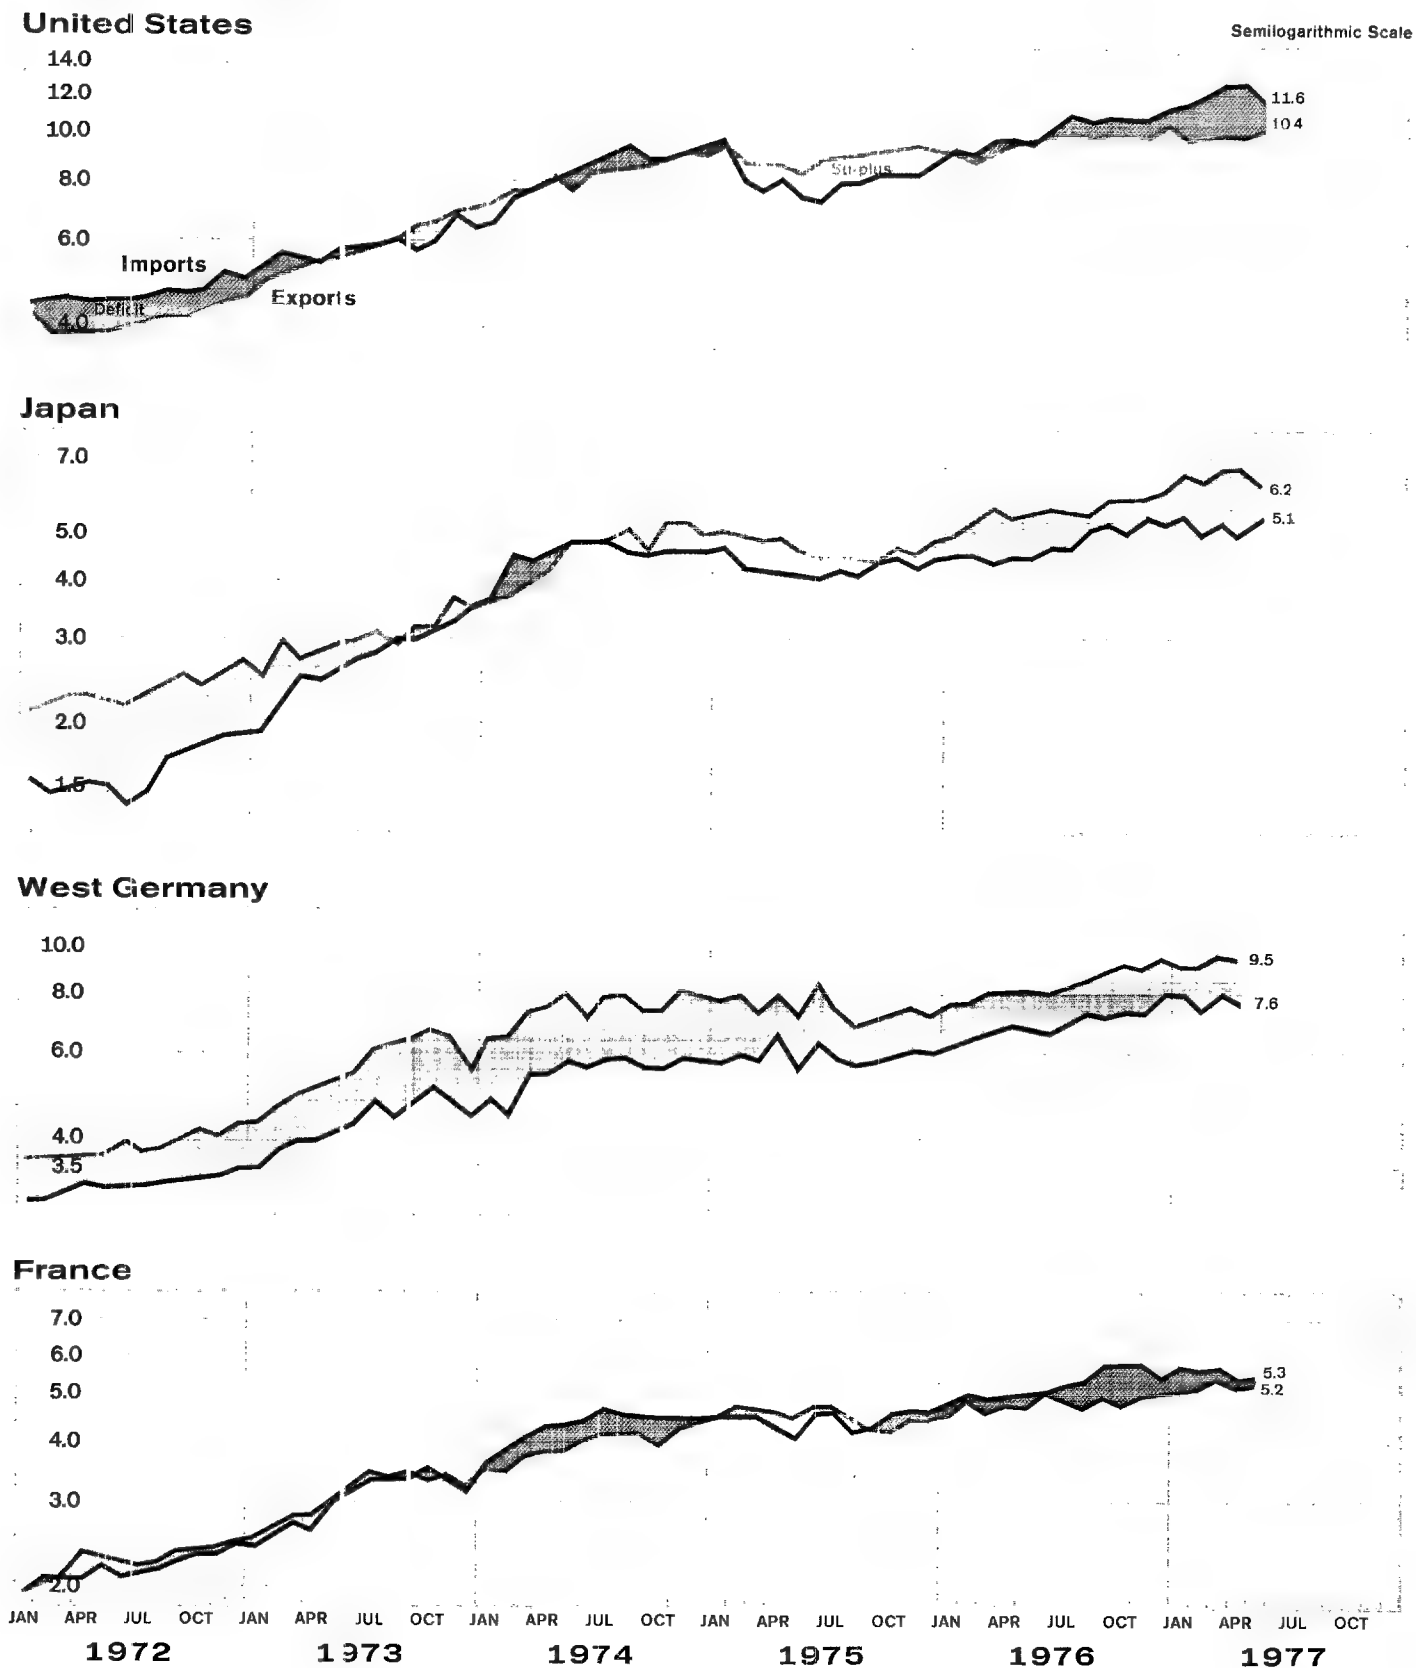 United States
Semilogarithmic Scale
14.0
12.0
11.6
10.0
10.4
8.0
Surplus
6.0
Imports
Exports
Deficit
4.0
Japan
7.0
6.2
5.0
5.1
4.0
3.0
2.0
1.5
West Germany
10.0
9.5
8.0
7.6
6.0
4.0
3.5
France
7.0
6.0
5.3
5.0
5.2
4.0
3.0
2.0
JAN APR JUL OCT JAN APR JUL OCT JAN APR JUL OCT JAN APR JUL OCT JAN APR JUL OCT JAN APR JUL OCT
1972 1973 1974 1975 1976 1977